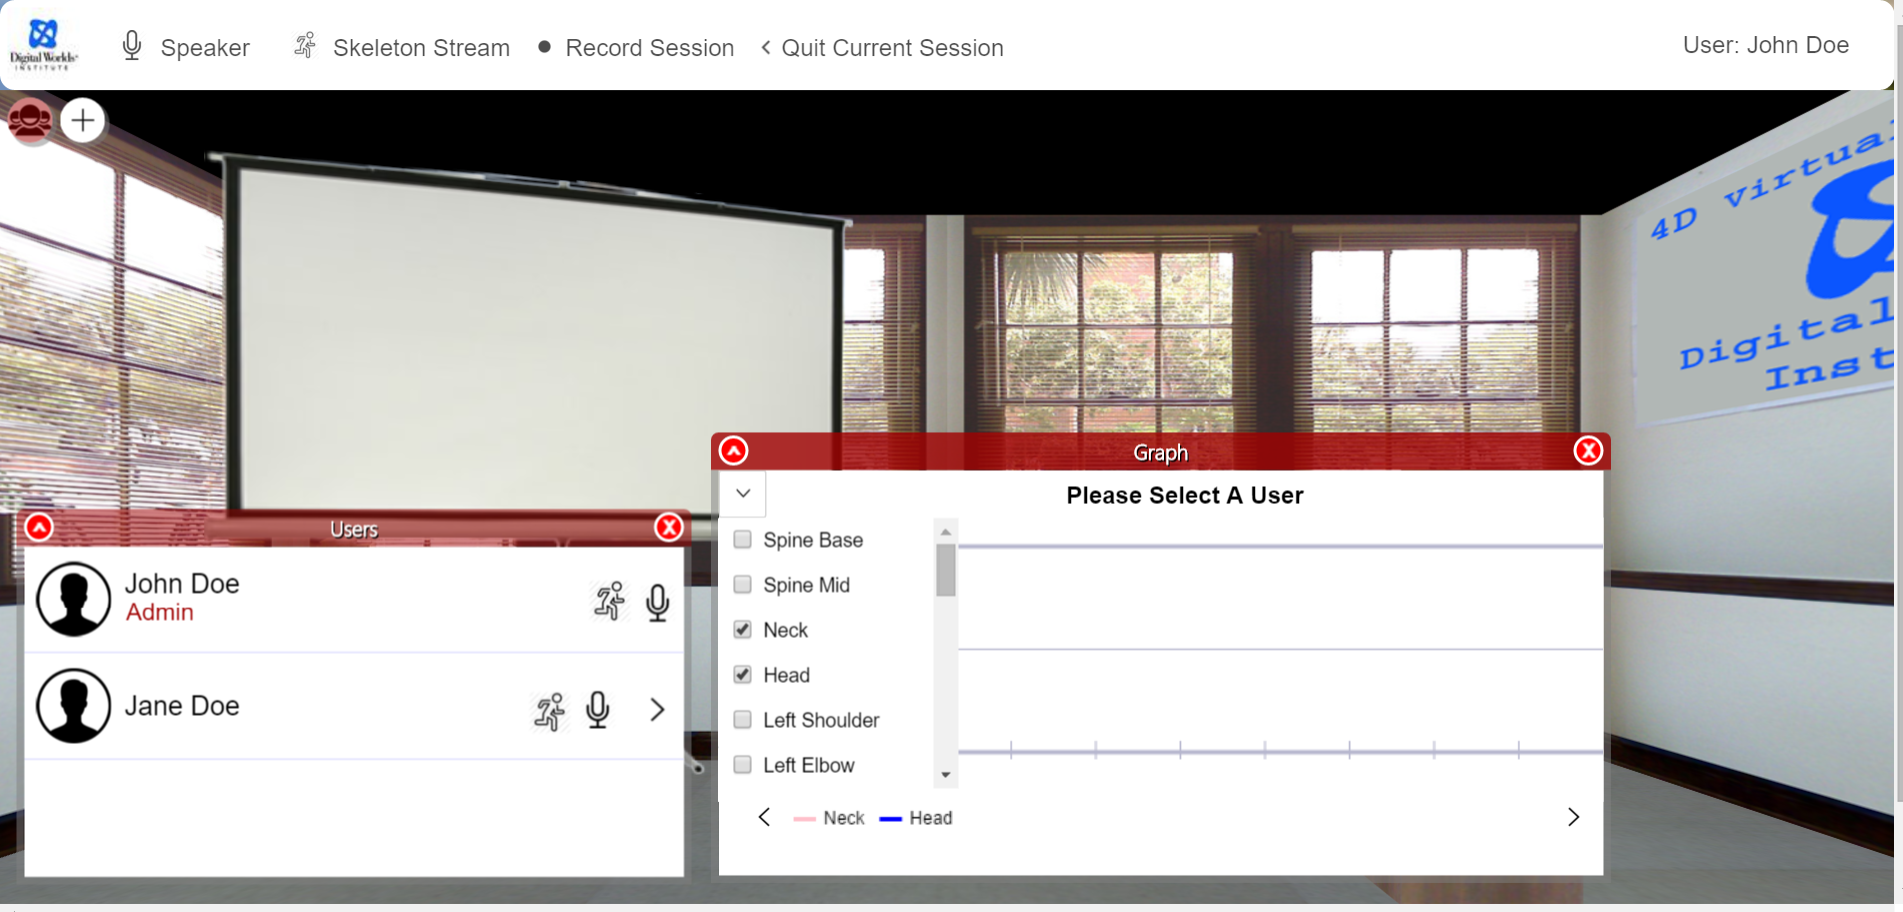 Digital Worlds
INSTITUTE
Speaker
Skeleton Stream
Record Session
Quit Current Session
User: John Doe
4D Virtual
Digital
Inst
Graph
Please Select A User
Spine Base
Spine Mid
Neck
Head
Left Shoulder
Left Elbow
Neck
Head
Users
John Doe
Admin
Jane Doe